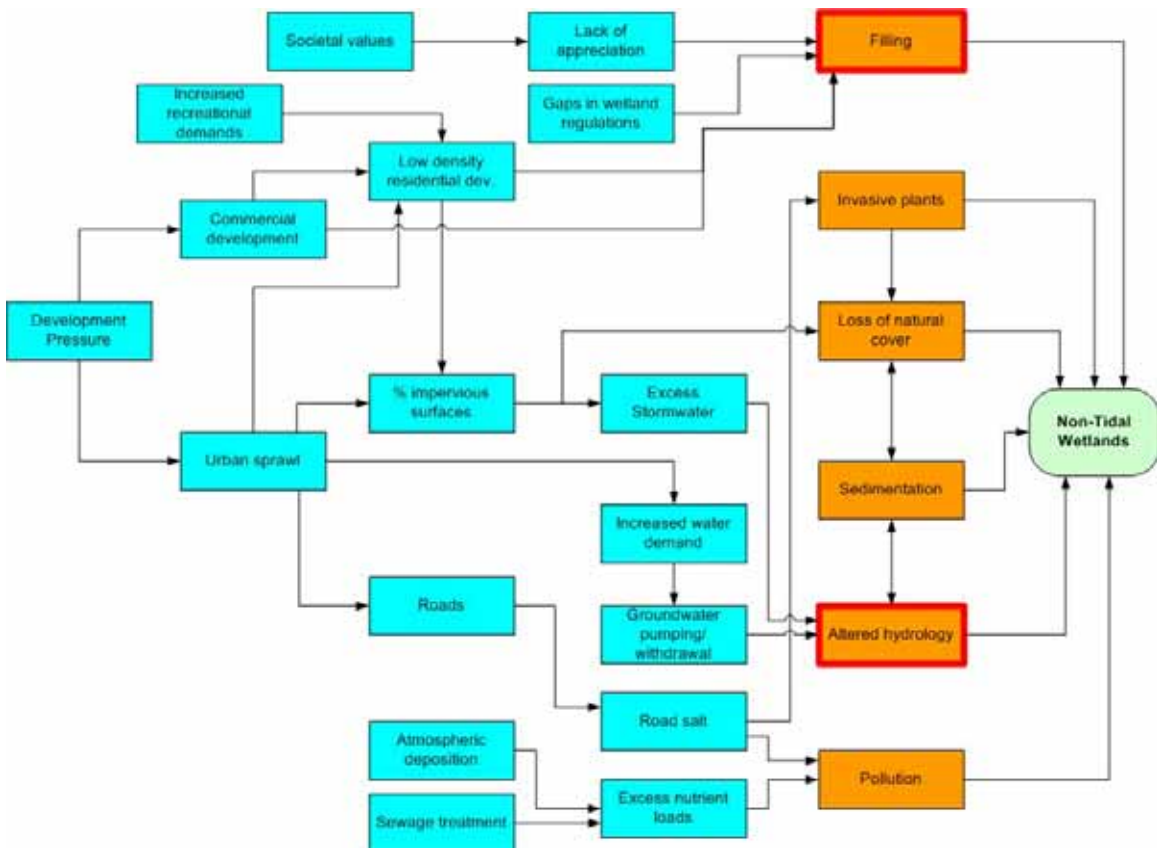 Societal values
Lack of
appreciation
Filling
Increased
recreational
demands
Gaps in wetland
regulations
Low density
residential dev.
Invasive plants
Commercial
development
Development
Pressure
Loss of natural
cover
% impervious
surfaces
Excess
Stormwater
Non-Tidal
Wetlands
Urban sprawl
Sedimentation
Increased water
demand
Roads
Groundwater
pumping/
withdrawal
Altered hydrology
Road salt
Atmospheric
deposition
Pollution
Excess nutrient
loads
Sewage treatment